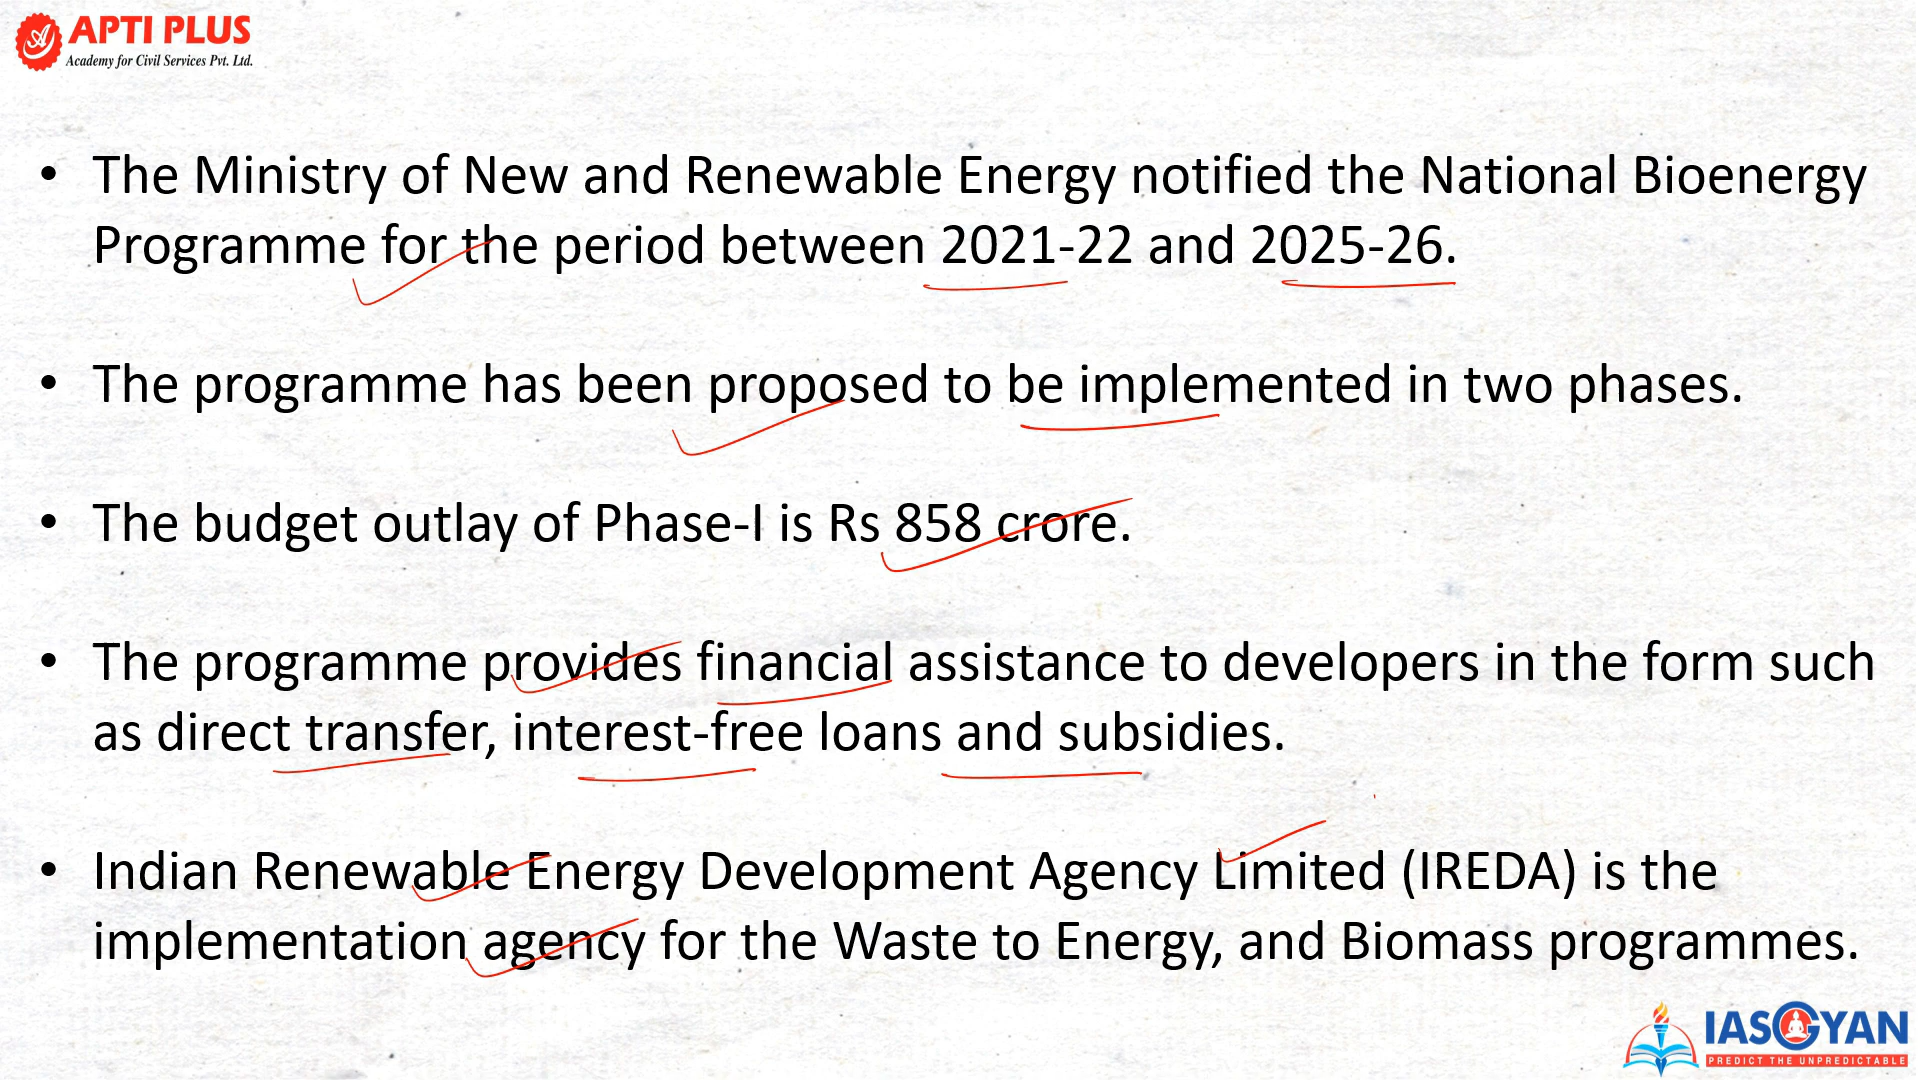 APTI PLUS
Academy for Civil Services Pvt. Ltd.
• The Ministry of New and Renewable Energy notified the National Bioenergy
Programme for the period between 2021-22 and 2025-26.
• The programme has been proposed to be implemented in two phases.
• The budget outlay of Phase-I is Rs 858 crore.
• The programme provides financial assistance to developers in the form such
as direct transfer, interest-free loans and subsidies.
• Indian Renewable Energy Development Agency Limited (IREDA) is the
implementation agency for the Waste to Energy, and Biomass programmes.
IASGYAN
PREDICT THE UNPREDICTABLE